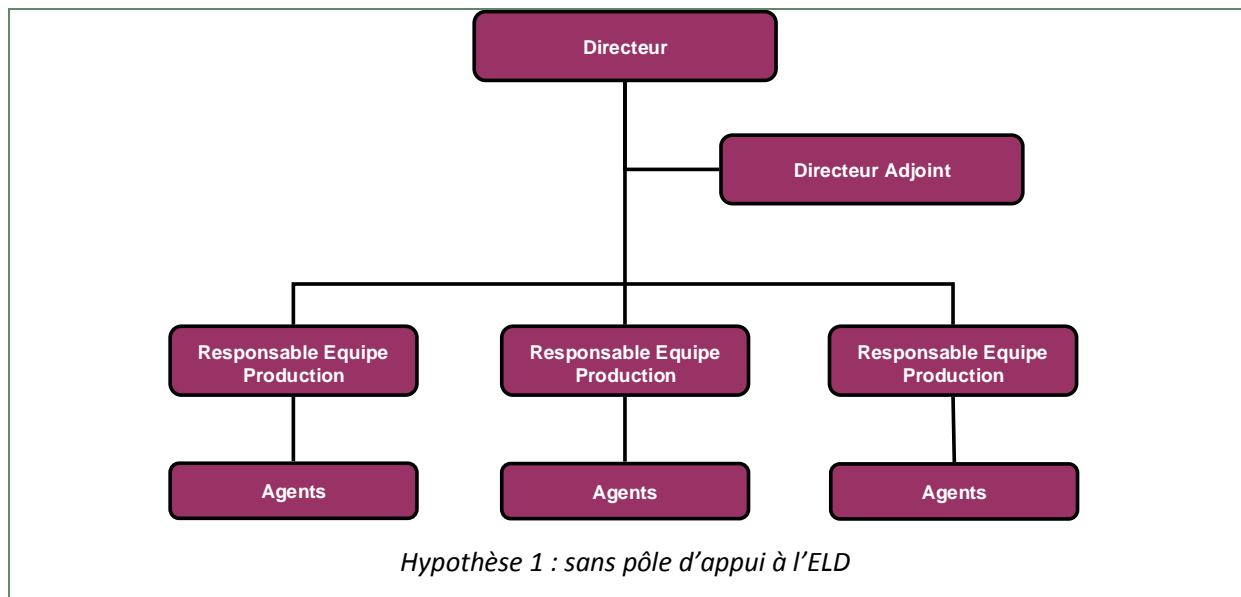 Directeur
Directeur Adjoint
Responsable Equipe
Production
Responsable Equipe
Production
Responsable Equipe
Production
Agents
Agents
Agents
Hypothèse 1 : sans pôle d’appui à l’ELD